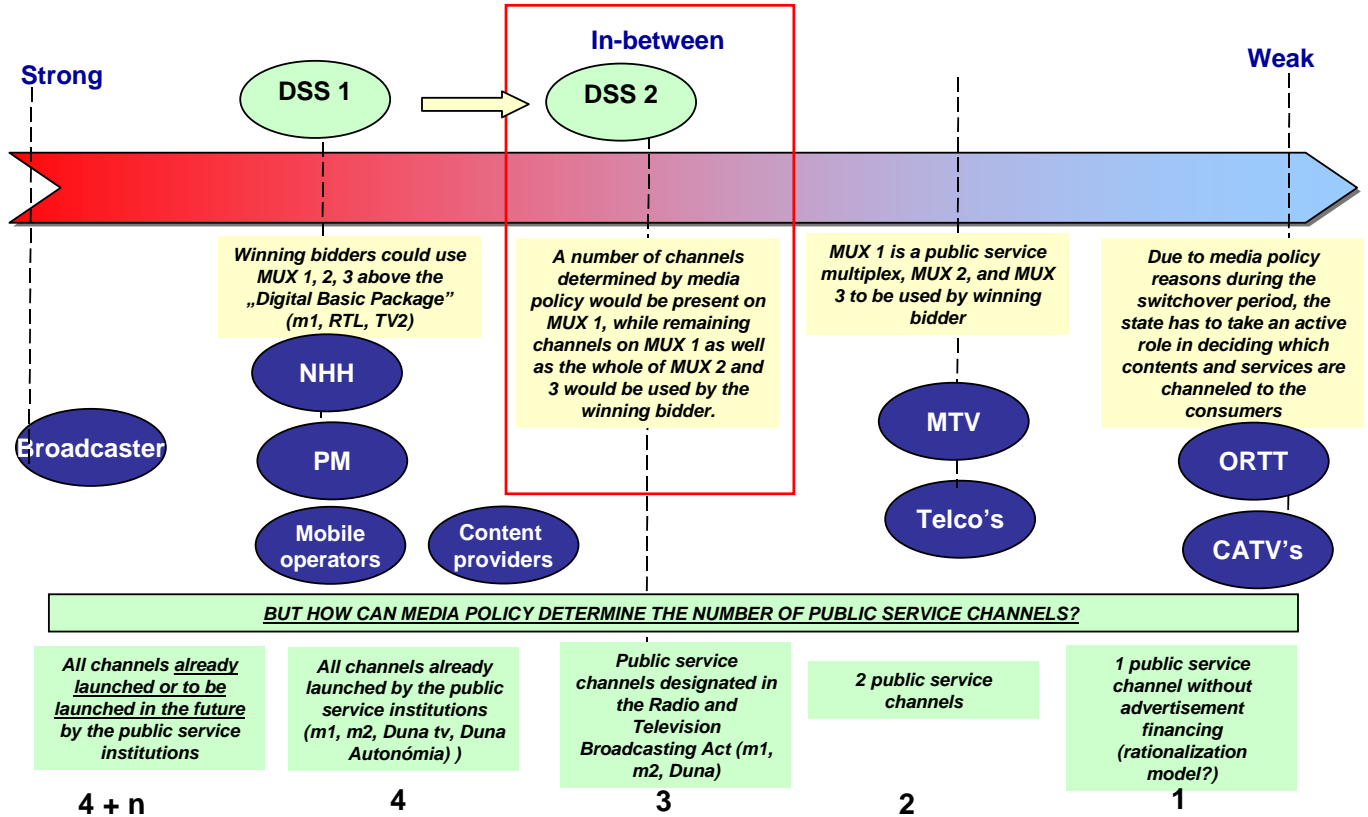 In-between
Strong
Weak
DSS 1
DSS 2
Winning bidders could use
MUX 1, 2, 3 above the
„Digital Basic Package”
(m1, RTL, TV2)
A number of channels
determined by media
policy would be present on
MUX 1, while remaining
channels on MUX 1 as well
as the whole of MUX 2 and
3 would be used by the
winning bidder.
MUX 1 is a public service
multiplex, MUX 2, and MUX
3 to be used by winning
bidder
Due to media policy
reasons during the
switchover period, the
state has to take an active
role in deciding which
contents and services are
channeled to the
consumers
Broadcaster
NHH
PM
Mobile
operators
Content
providers
MTV
Telco's
ORTT
CATV's
BUT HOW CAN MEDIA POLICY DETERMINE THE NUMBER OF PUBLIC SERVICE CHANNELS?
All channels already
launched or to be
launched in the future
by the public service
institutions
All channels already
launched by the public
service institutions
(m1, m2, Duna tv, Duna
Autonómia) )
Public service
channels designated in
the Radio and
Television
Broadcasting Act (m1,
m2, Duna)
2 public service
channels
1 public service
channel without
advertisement
financing
(rationalization
model?)
4 + n
4
3
2
1